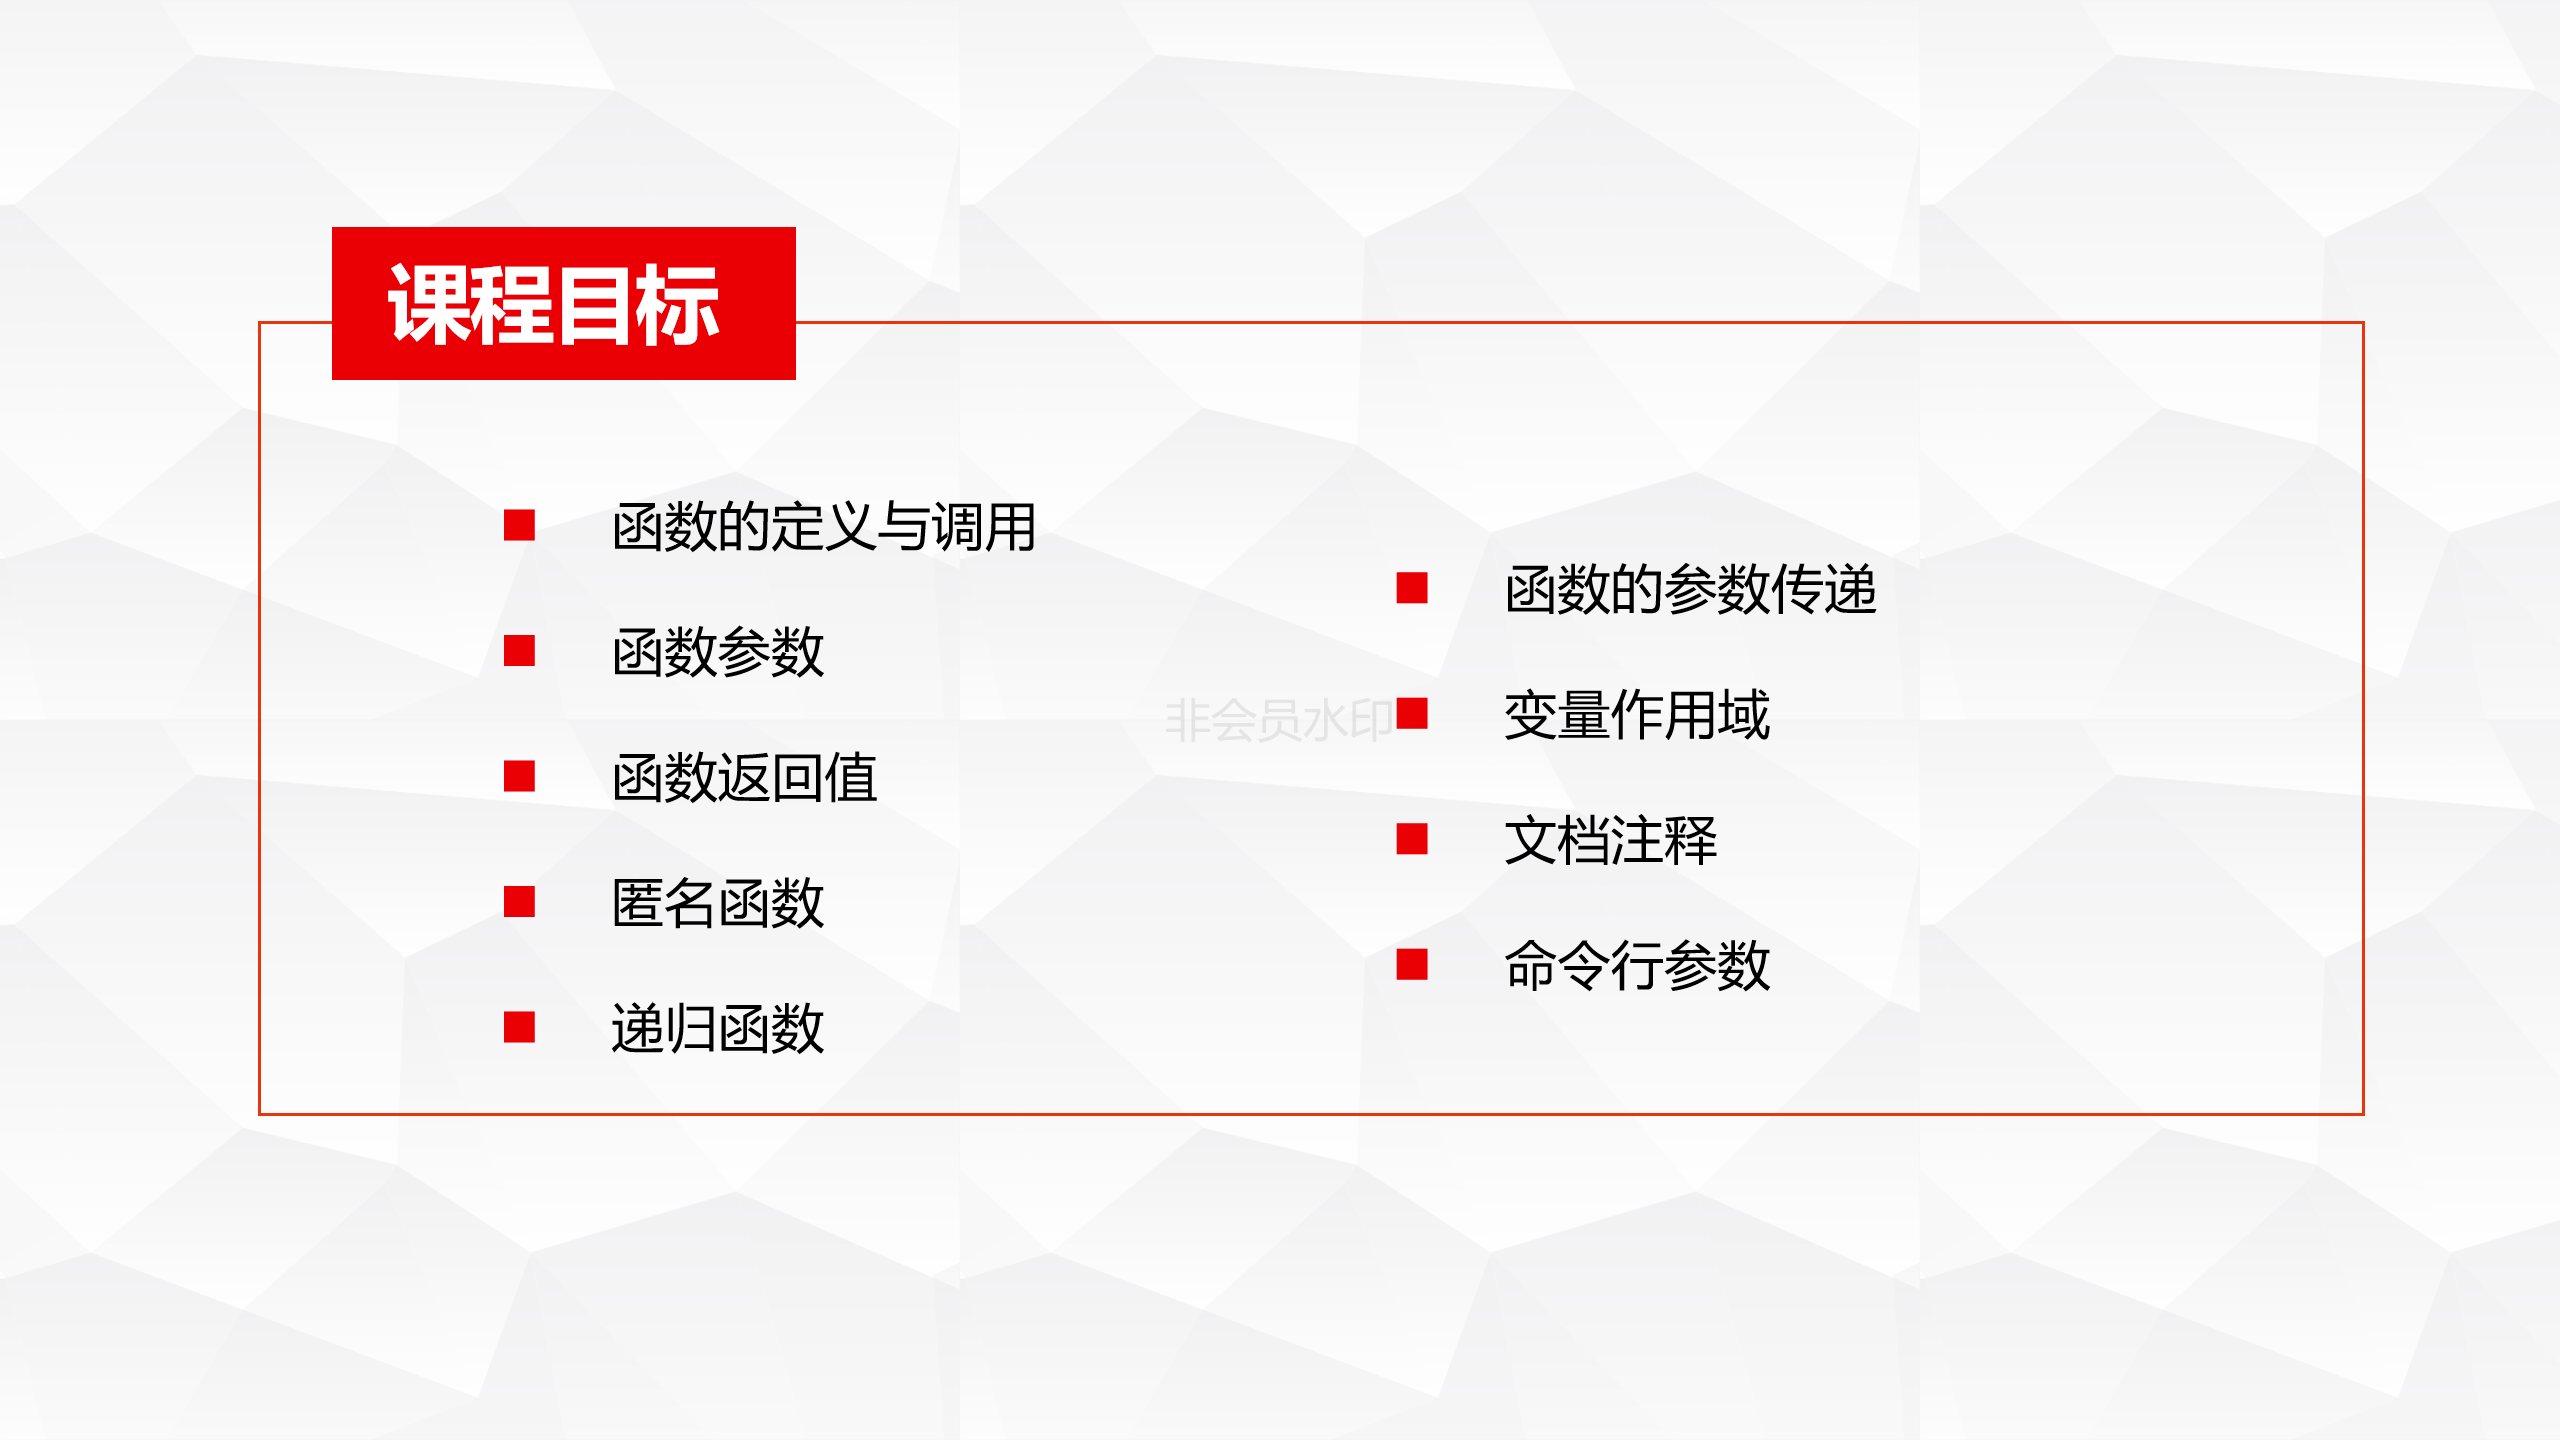 课程目标
函数的定义与调用
函数参数
函数返回值
匿名函数
递归函数
函数的参数传递
变量作用域
文档注释
命令行参数
非会员水印